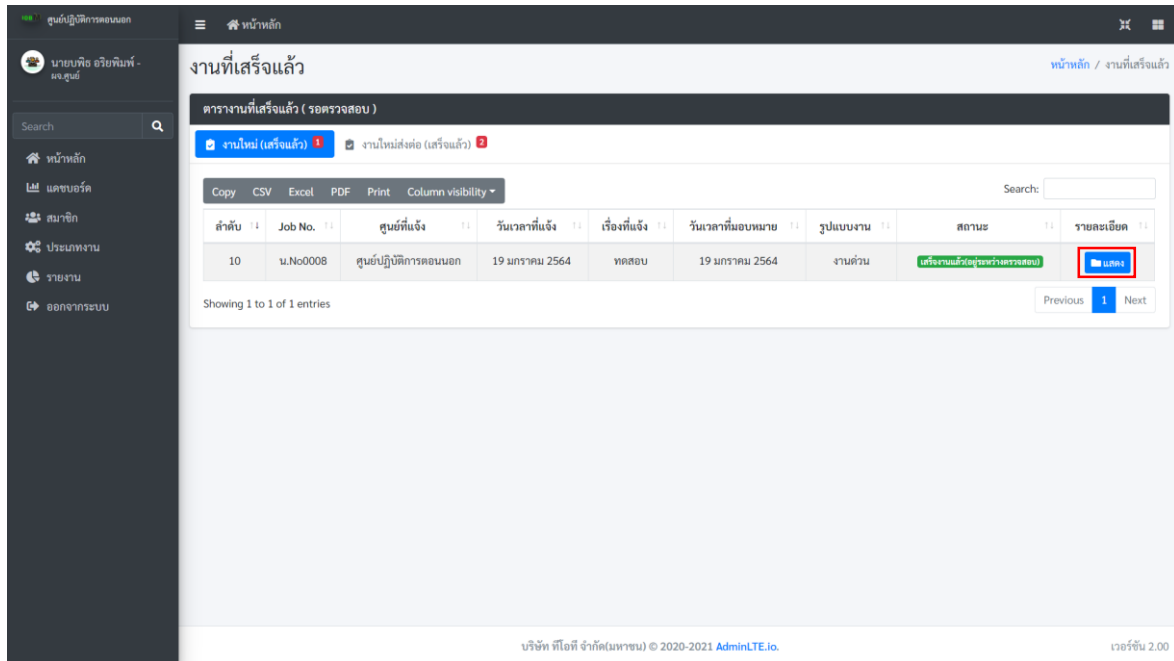 ศูนย์ปฏิบัติการตอนนอก
หน้าหลัก
นายบพิธ อริยพิมพ์ -
ผจ.ศูนย์
งานที่เสร็จแล้ว
หน้าหลัก / งานที่เสร็จแล้ว
Search
ตารางานที่เสร็จแล้ว ( รอตรวจสอบ )
งานใหม่ (เสร็จแล้ว) 1 งานใหม่ส่งต่อ (เสร็จแล้ว) 2
หน้าหลัก
แดชบอร์ด
สมาชิก
ประเภทงาน
รายงาน
ออกจากระบบ
Copy CSV Excel PDF Print Column visibility
Search:
ลำดับ Job No. ศูนย์ที่แจ้ง วันเวลาที่แจ้ง เรื่องที่แจ้ง วันเวลาที่มอบหมาย รูปแบบงาน สถานะ รายละเอียด
10 น.No0008 ศูนย์ปฏิบัติการตอนนอก 19 มกราคม 2564 ทดสอบ 19 มกราคม 2564 งานด่วน เสร็จงานแล้ว(อยู่ระหว่างตรวจสอบ) แสดง
Showing 1 to 1 of 1 entries
Previous 1 Next
บริษัท ทีโอที จำกัด(มหาชน) © 2020-2021 AdminLTE.io.
เวอร์ชัน 2.00